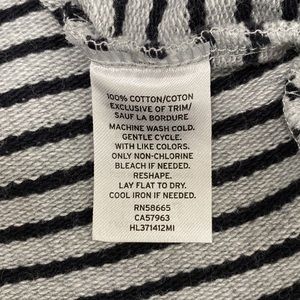 100% COTTON/COTON
EXCLUSIVE OF TRIM/
SAUF LA BORDURE
MACHINE WASH COLD.
GENTLE CYCLE.
WITH LIKE COLORS.
ONLY NON-CHLORINE
BLEACH IF NEEDED.
RESHAPE.
LAY FLAT TO DRY.
COOL IRON IF NEEDED.
RN58665
CA57963
HL371412MI